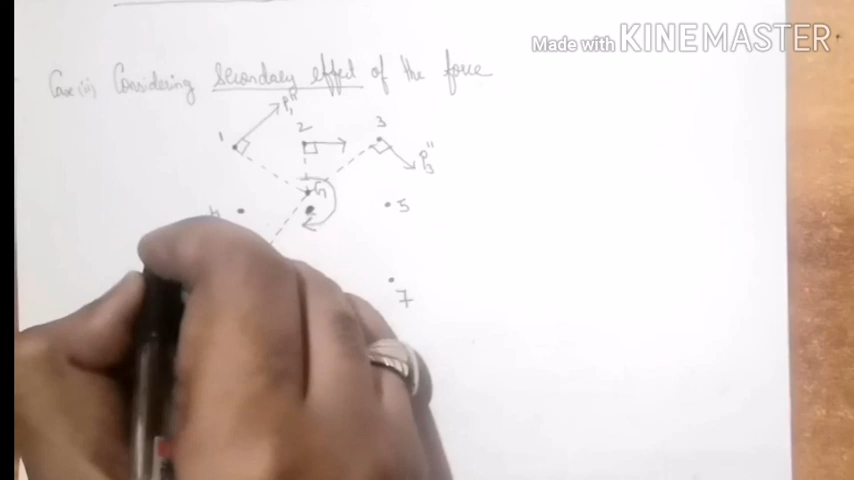 Made with KINEMASTER
Case (ii) Considering Secondary effect of the force
P₁"
1 2 3
P₃"
G
4 5
7